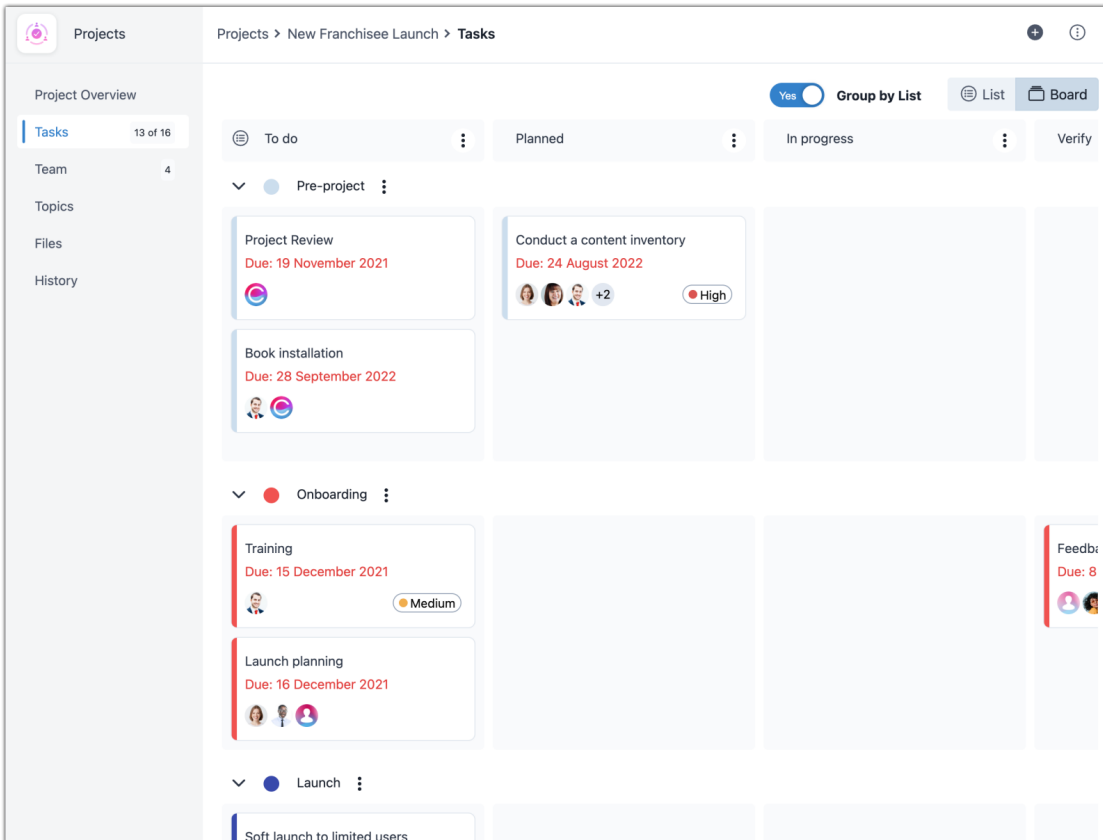 Projects
Projects > New Franchisee Launch > Tasks
Project Overview
Tasks 13 of 16
Team 4
Topics
Files
History
Yes Group by List List Board
To do Planned In progress Verify
Pre-project
Project Review
Due: 19 November 2021
Conduct a content inventory
Due: 24 August 2022
+2 High
Book installation
Due: 28 September 2022
Onboarding
Training
Due: 15 December 2021
Medium
Due: 8
Launch planning
Due: 16 December 2021
Launch
Soft launch to limited users